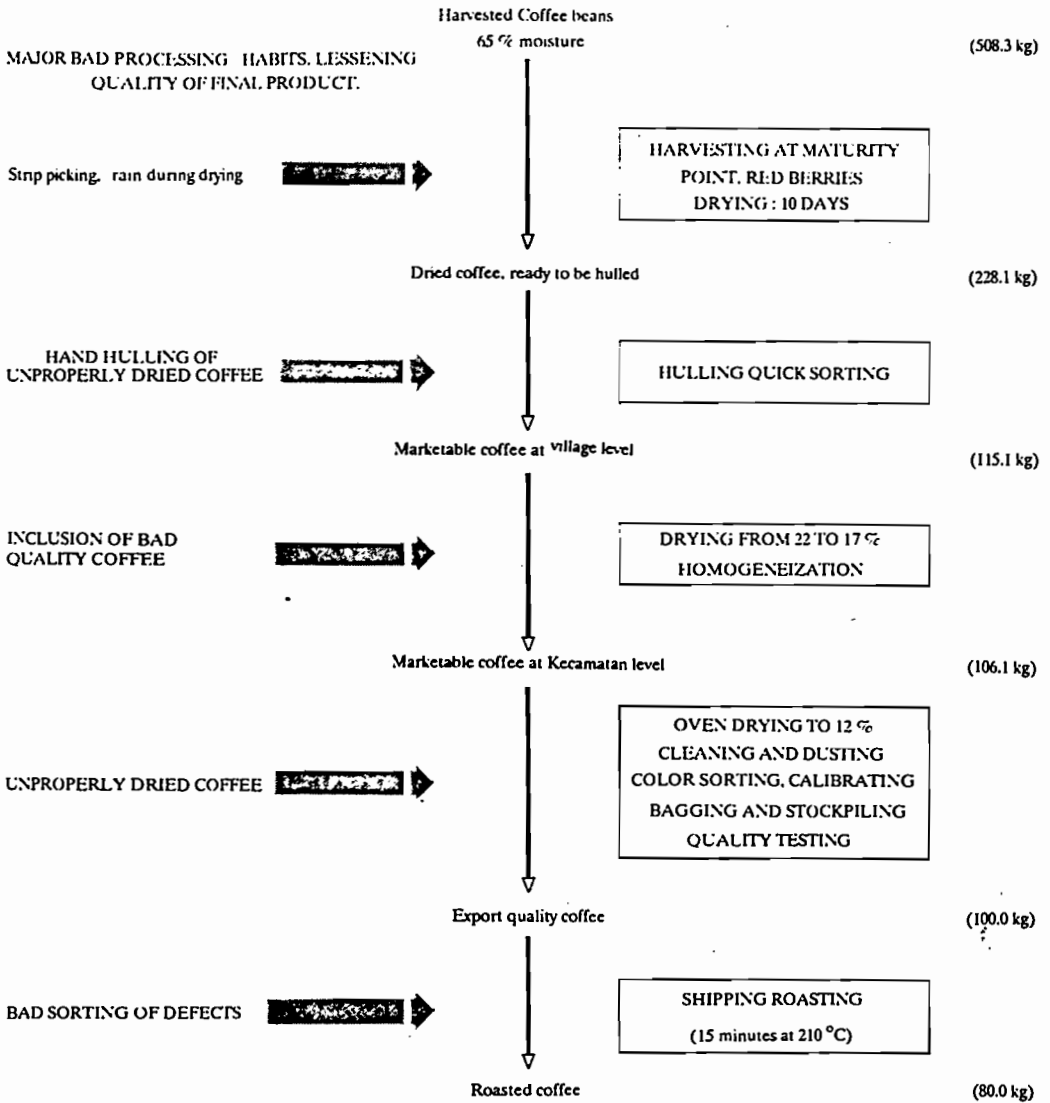 Harvested Coffee beans
65 % moisture
(508.3 kg)
MAJOR BAD PROCESSING HABITS, LESSENING
QUALITY OF FINAL PRODUCT.
Strip picking, rain during drying
HARVESTING AT MATURITY
POINT, RED BERRIES
DRYING : 10 DAYS
Dried coffee, ready to be hulled
(228.1 kg)
HAND HULLING OF
UNPROPERLY DRIED COFFEE
HULLING QUICK SORTING
Marketable coffee at village level
(115.1 kg)
INCLUSION OF BAD
QUALITY COFFEE
DRYING FROM 22 TO 17 %
HOMOGENEIZATION
Marketable coffee at Kecamatan level
(106.1 kg)
UNPROPERLY DRIED COFFEE
OVEN DRYING TO 12 %
CLEANING AND DUSTING
COLOR SORTING, CALIBRATING
BAGGING AND STOCKPILING
QUALITY TESTING
Export quality coffee
(100.0 kg)
BAD SORTING OF DEFECTS
SHIPPING ROASTING
(15 minutes at 210 °C)
Roasted coffee
(80.0 kg)